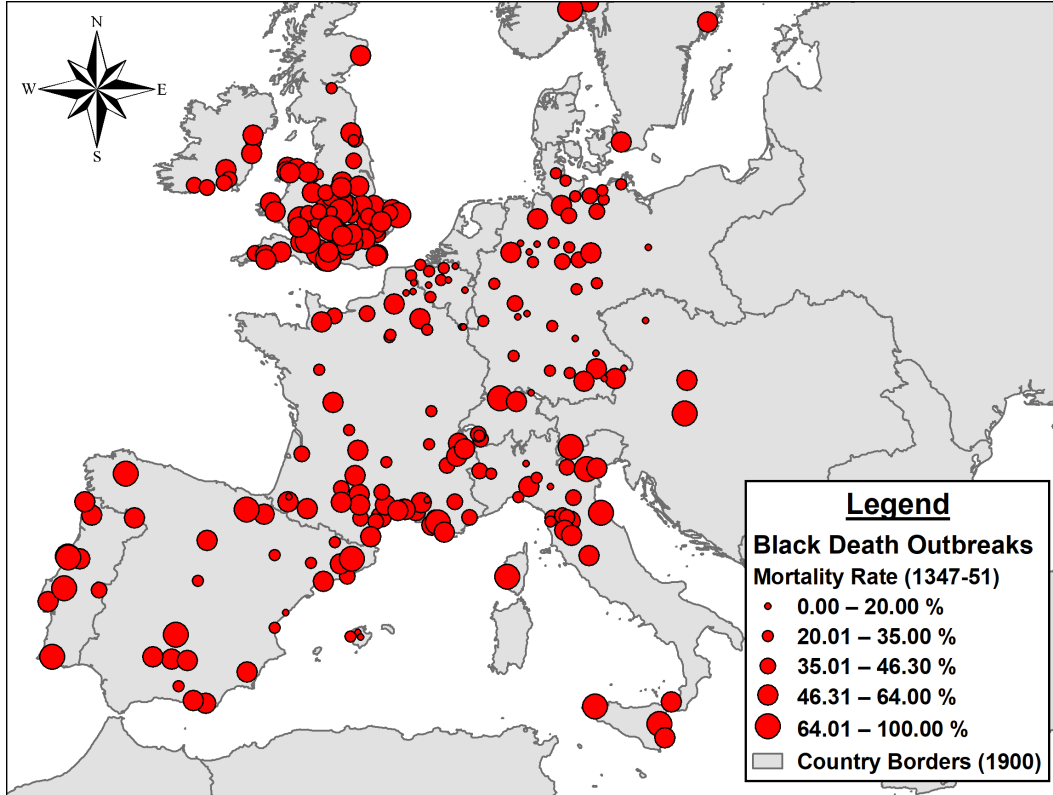 N
W E
S
Legend
Black Death Outbreaks
Mortality Rate (1347-51)
0.00 – 20.00 %
20.01 – 35.00 %
35.01 – 46.30 %
46.31 – 64.00 %
64.01 – 100.00 %
Country Borders (1900)